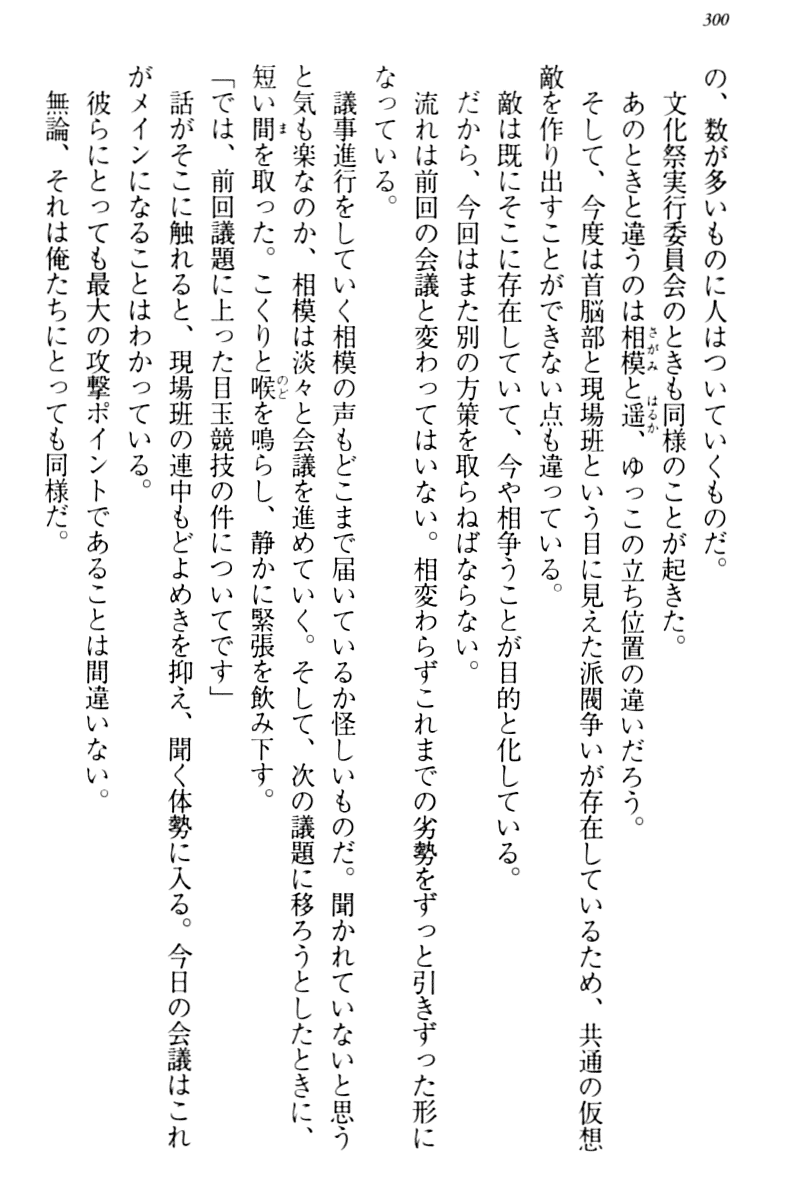 300
の、数が多いものに人はついていくものだ。
文化祭実行委員会のときも同様のことが起きた。
あのときと違うのは相模と遥、ゆっこの立ち位置の違いだろう。
さがみ
はるか
そして、今度は首脳部と現場班という目に見えた派閥争いが存在しているため、共通の仮想
敵を作り出すことができない点も違っている。
敵は既にそこに存在していて、今や相争うことが目的と化している。
だから、今回はまた別の方策を取らねばならない。
流れは前回の会議と変わってはいない。相変わらずこれまでの劣勢をずっと引きずった形に
なっている。
議事進行をしていく相模の声もどこまで届いているか怪しいものだ。聞かれていないと思う
と気も楽なのか、相模は淡々と会議を進めていく。そして、次の議題に移ろうとしたときに、
短い間を取った。こくりと喉を鳴らし、静かに緊張を飲み下す。
ま
のど
「では、前回議題に上った目玉競技の件についてです」
話がそこに触れると、現場班の連中もどよめきを抑え、聞く体勢に入る。今日の会議はこれ
がメインになることはわかっている。
彼らにとっても最大の攻撃ポイントであることは間違いない。
無論、それは俺たちにとっても同様だ。